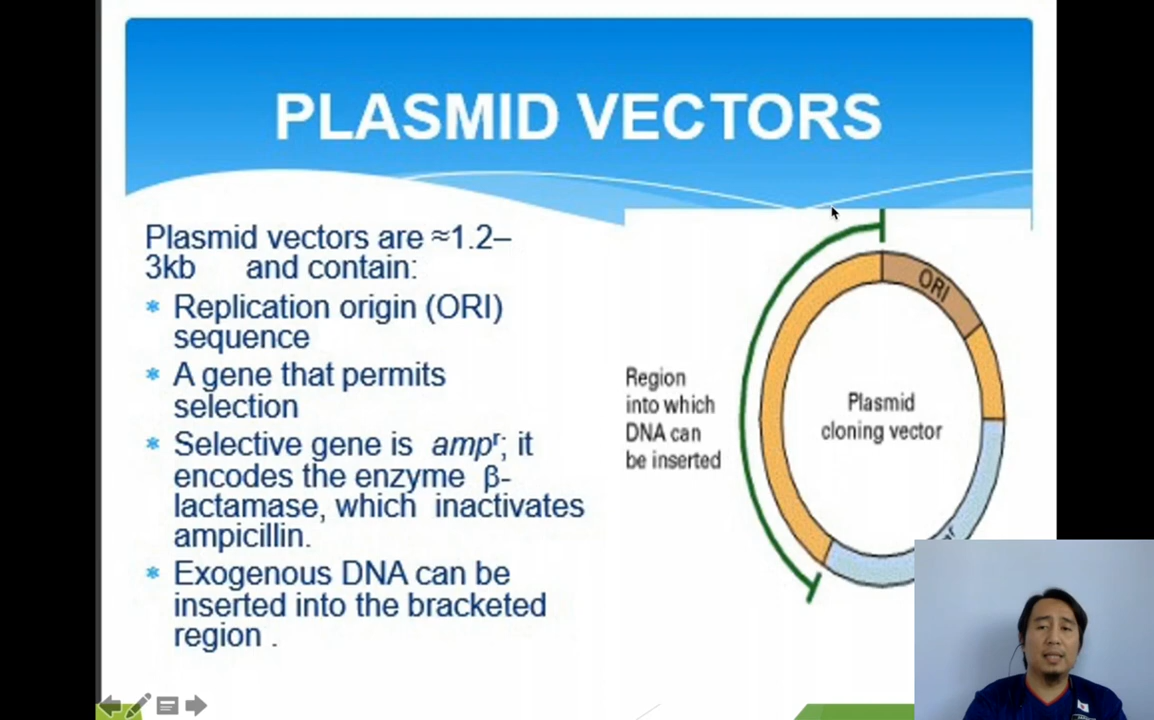 PLASMID VECTORS
Plasmid vectors are ≈1.2–
3kb and contain:
* Replication origin (ORI)
sequence
* A gene that permits
selection
* Selective gene is ampʳ; it
encodes the enzyme β-
lactamase, which inactivates
ampicillin.
* Exogenous DNA can be
inserted into the bracketed
region .
ORI
Region
into which
DNA can
be inserted
Plasmid
cloning vector